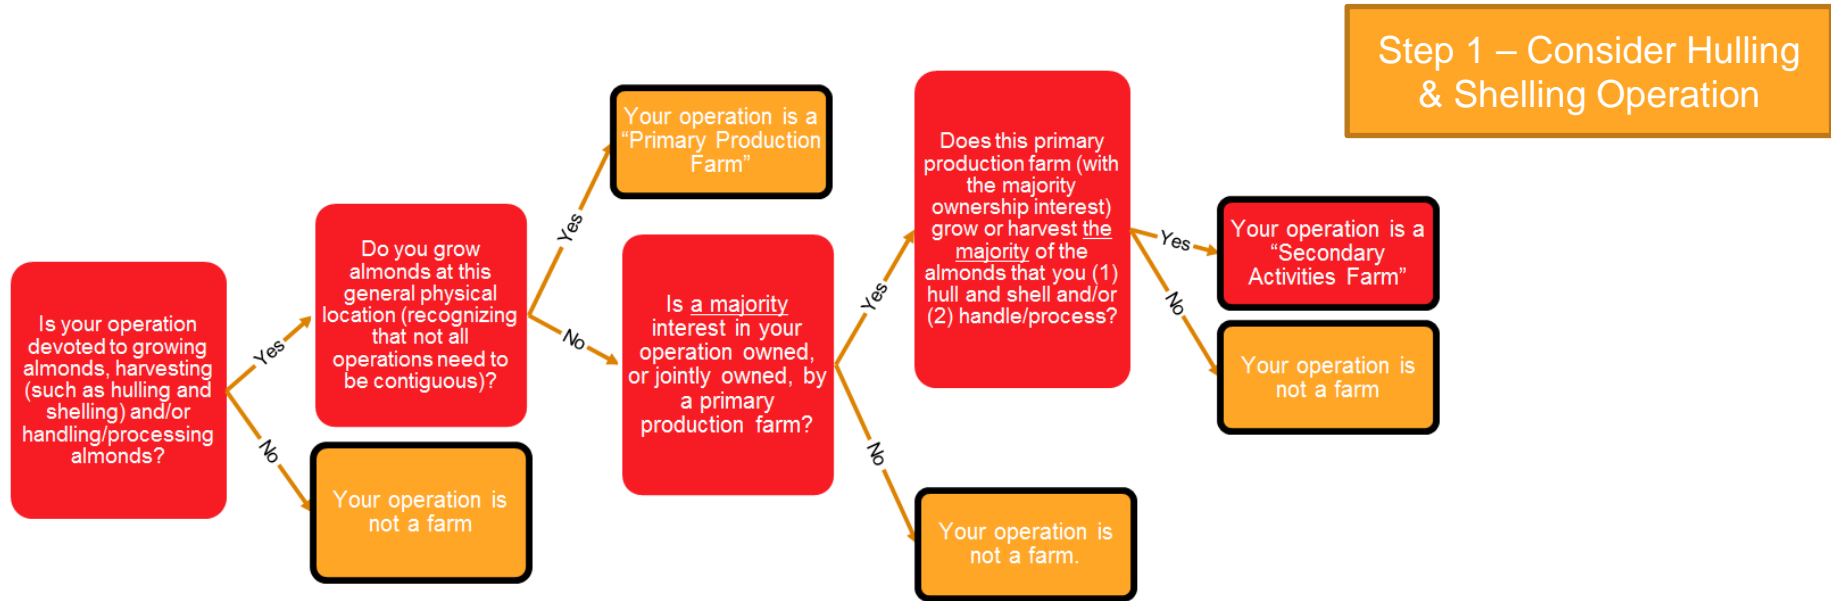 Step 1 – Consider Hulling
& Shelling Operation
Is your operation
devoted to growing
almonds, harvesting
(such as hulling and
shelling) and/or
handling/processing
almonds?
Yes
No
Do you grow
almonds at this
general physical
location (recognizing
that not all
operations need to
be contiguous)?
Your operation is
not a farm
Yes
No
Your operation is a
“Primary Production
Farm”
Is a majority
interest in your
operation owned,
or jointly owned, by
a primary
production farm?
Yes
No
Does this primary
production farm (with
the majority
ownership interest)
grow or harvest the
majority of the
almonds that you (1)
hull and shell and/or
(2) handle/process?
Your operation is
not a farm.
Yes
No
Your operation is a
“Secondary
Activities Farm”
Your operation is
not a farm